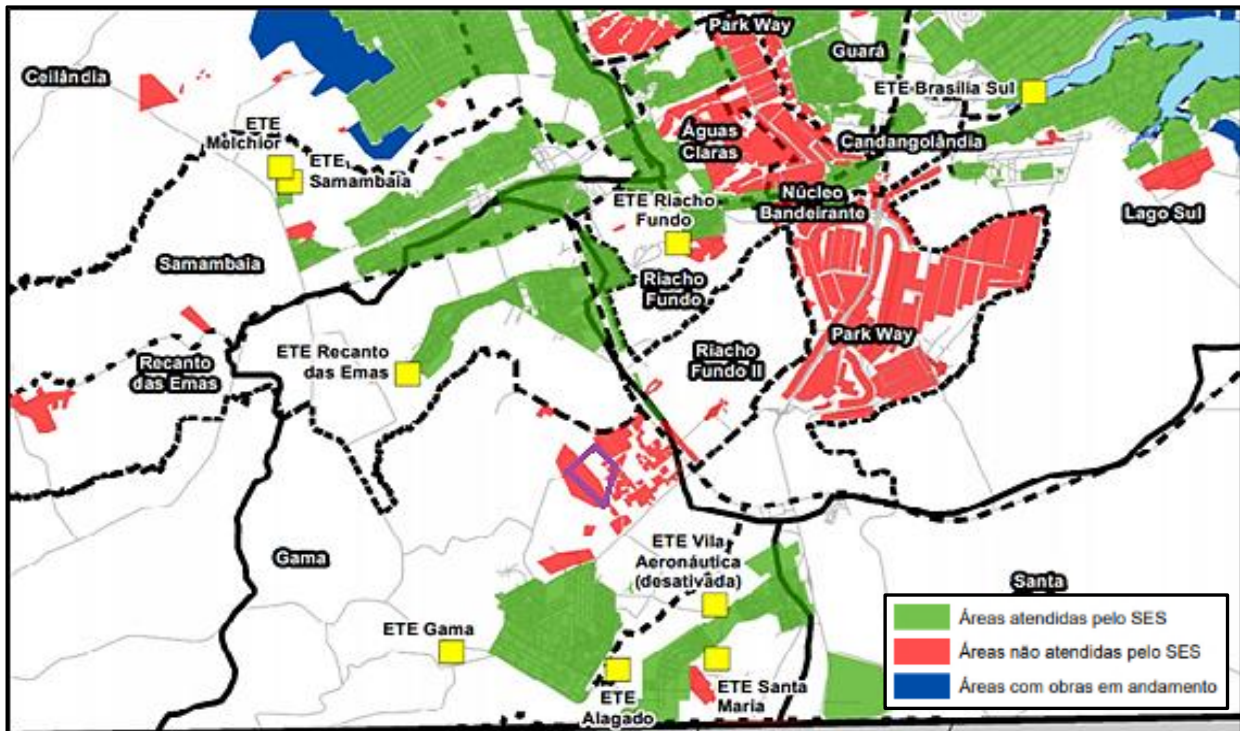 Park Way
Guará
Ceilândia
ETE Brasília Sul
ETE
Melchior
ETE
Samambaia
Águas
Claras
Candangolândia
Núcleo
Bandeirante
ETE Riacho
Fundo
Lago Sul
Samambaia
Riacho
Fundo
Park Way
Recanto
das Emas
ETE Recanto
das Emas
Riacho
Fundo II
Gama
ETE Vila
Aeronáutica
(desativada)
Santa
ETE Gama
ETE
Alagado
ETE Santa
Maria
Áreas atendidas pelo SES
Áreas não atendidas pelo SES
Áreas com obras em andamento